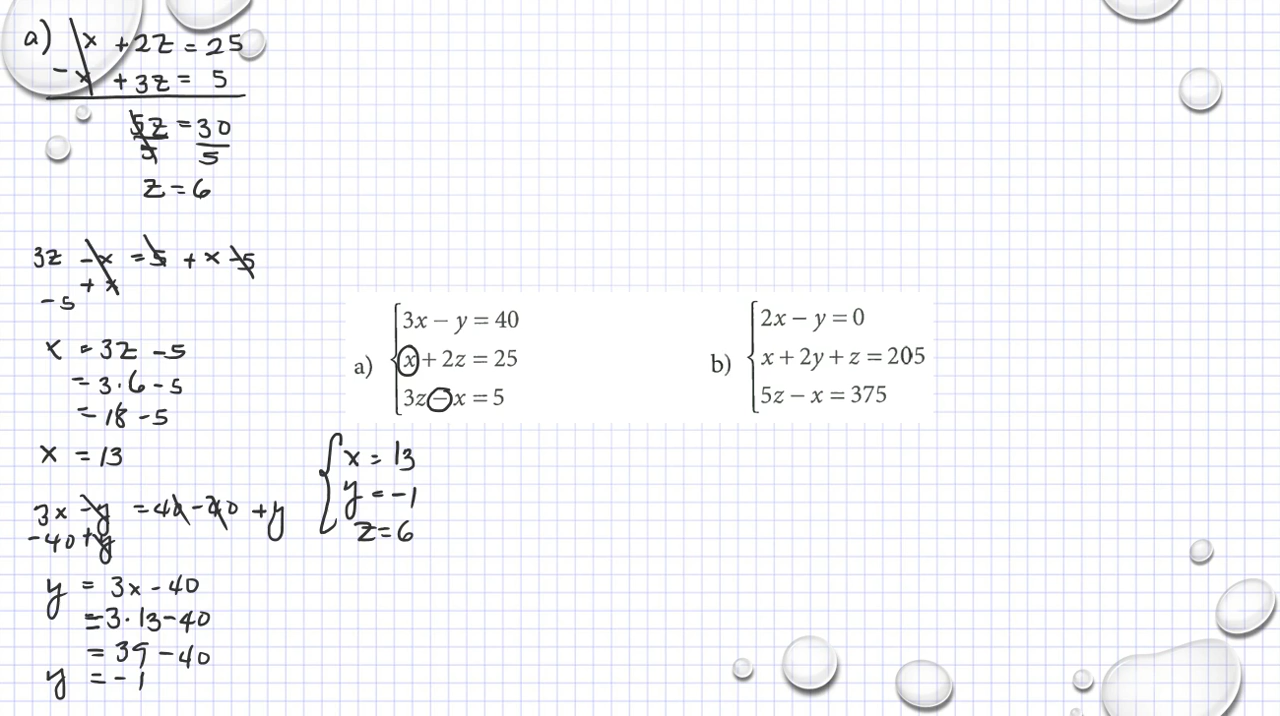 a) x + 2z = 25
- x + 3z = 5
5z = 30
5 5
z = 6
3z - x = 5 + x - 5
- 5 + x
x = 3z - 5
= 3 · 6 - 5
= 18 - 5
x = 13
3x - y = 40 - 40 + y
- 40 + y
y = 3x - 40
= 3 · 13 - 40
= 39 - 40
y = - 1
a)
3x − y = 40
x + 2z = 25
3z − x = 5
b)
2x − y = 0
x + 2y + z = 205
5z − x = 375
x = 13
y = -1
z = 6